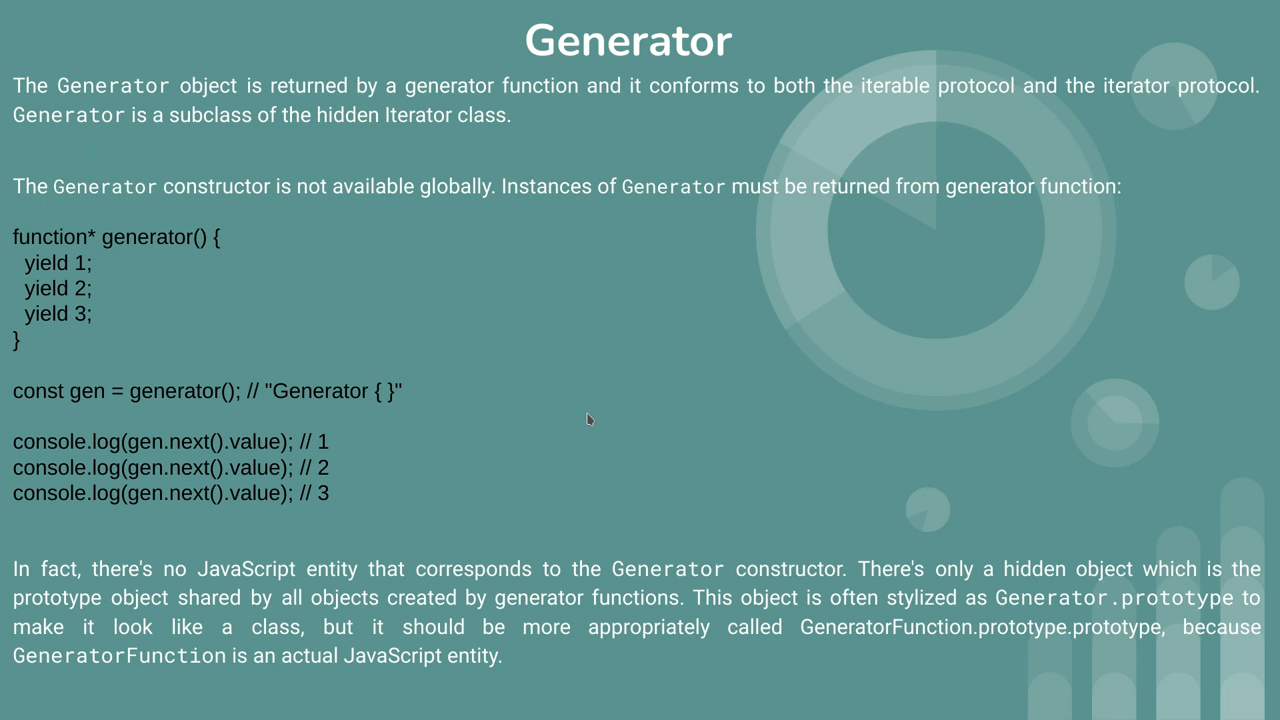 Generator
The Generator object is returned by a generator function and it conforms to both the iterable protocol and the iterator protocol.
Generator is a subclass of the hidden Iterator class.
The Generator constructor is not available globally. Instances of Generator must be returned from generator function:
function* generator() {
  yield 1;
  yield 2;
  yield 3;
}
const gen = generator(); // "Generator { }"
console.log(gen.next().value); // 1
console.log(gen.next().value); // 2
console.log(gen.next().value); // 3
In fact, there's no JavaScript entity that corresponds to the Generator constructor. There's only a hidden object which is the
prototype object shared by all objects created by generator functions. This object is often stylized as Generator.prototype to
make it look like a class, but it should be more appropriately called GeneratorFunction.prototype.prototype, because
GeneratorFunction is an actual JavaScript entity.